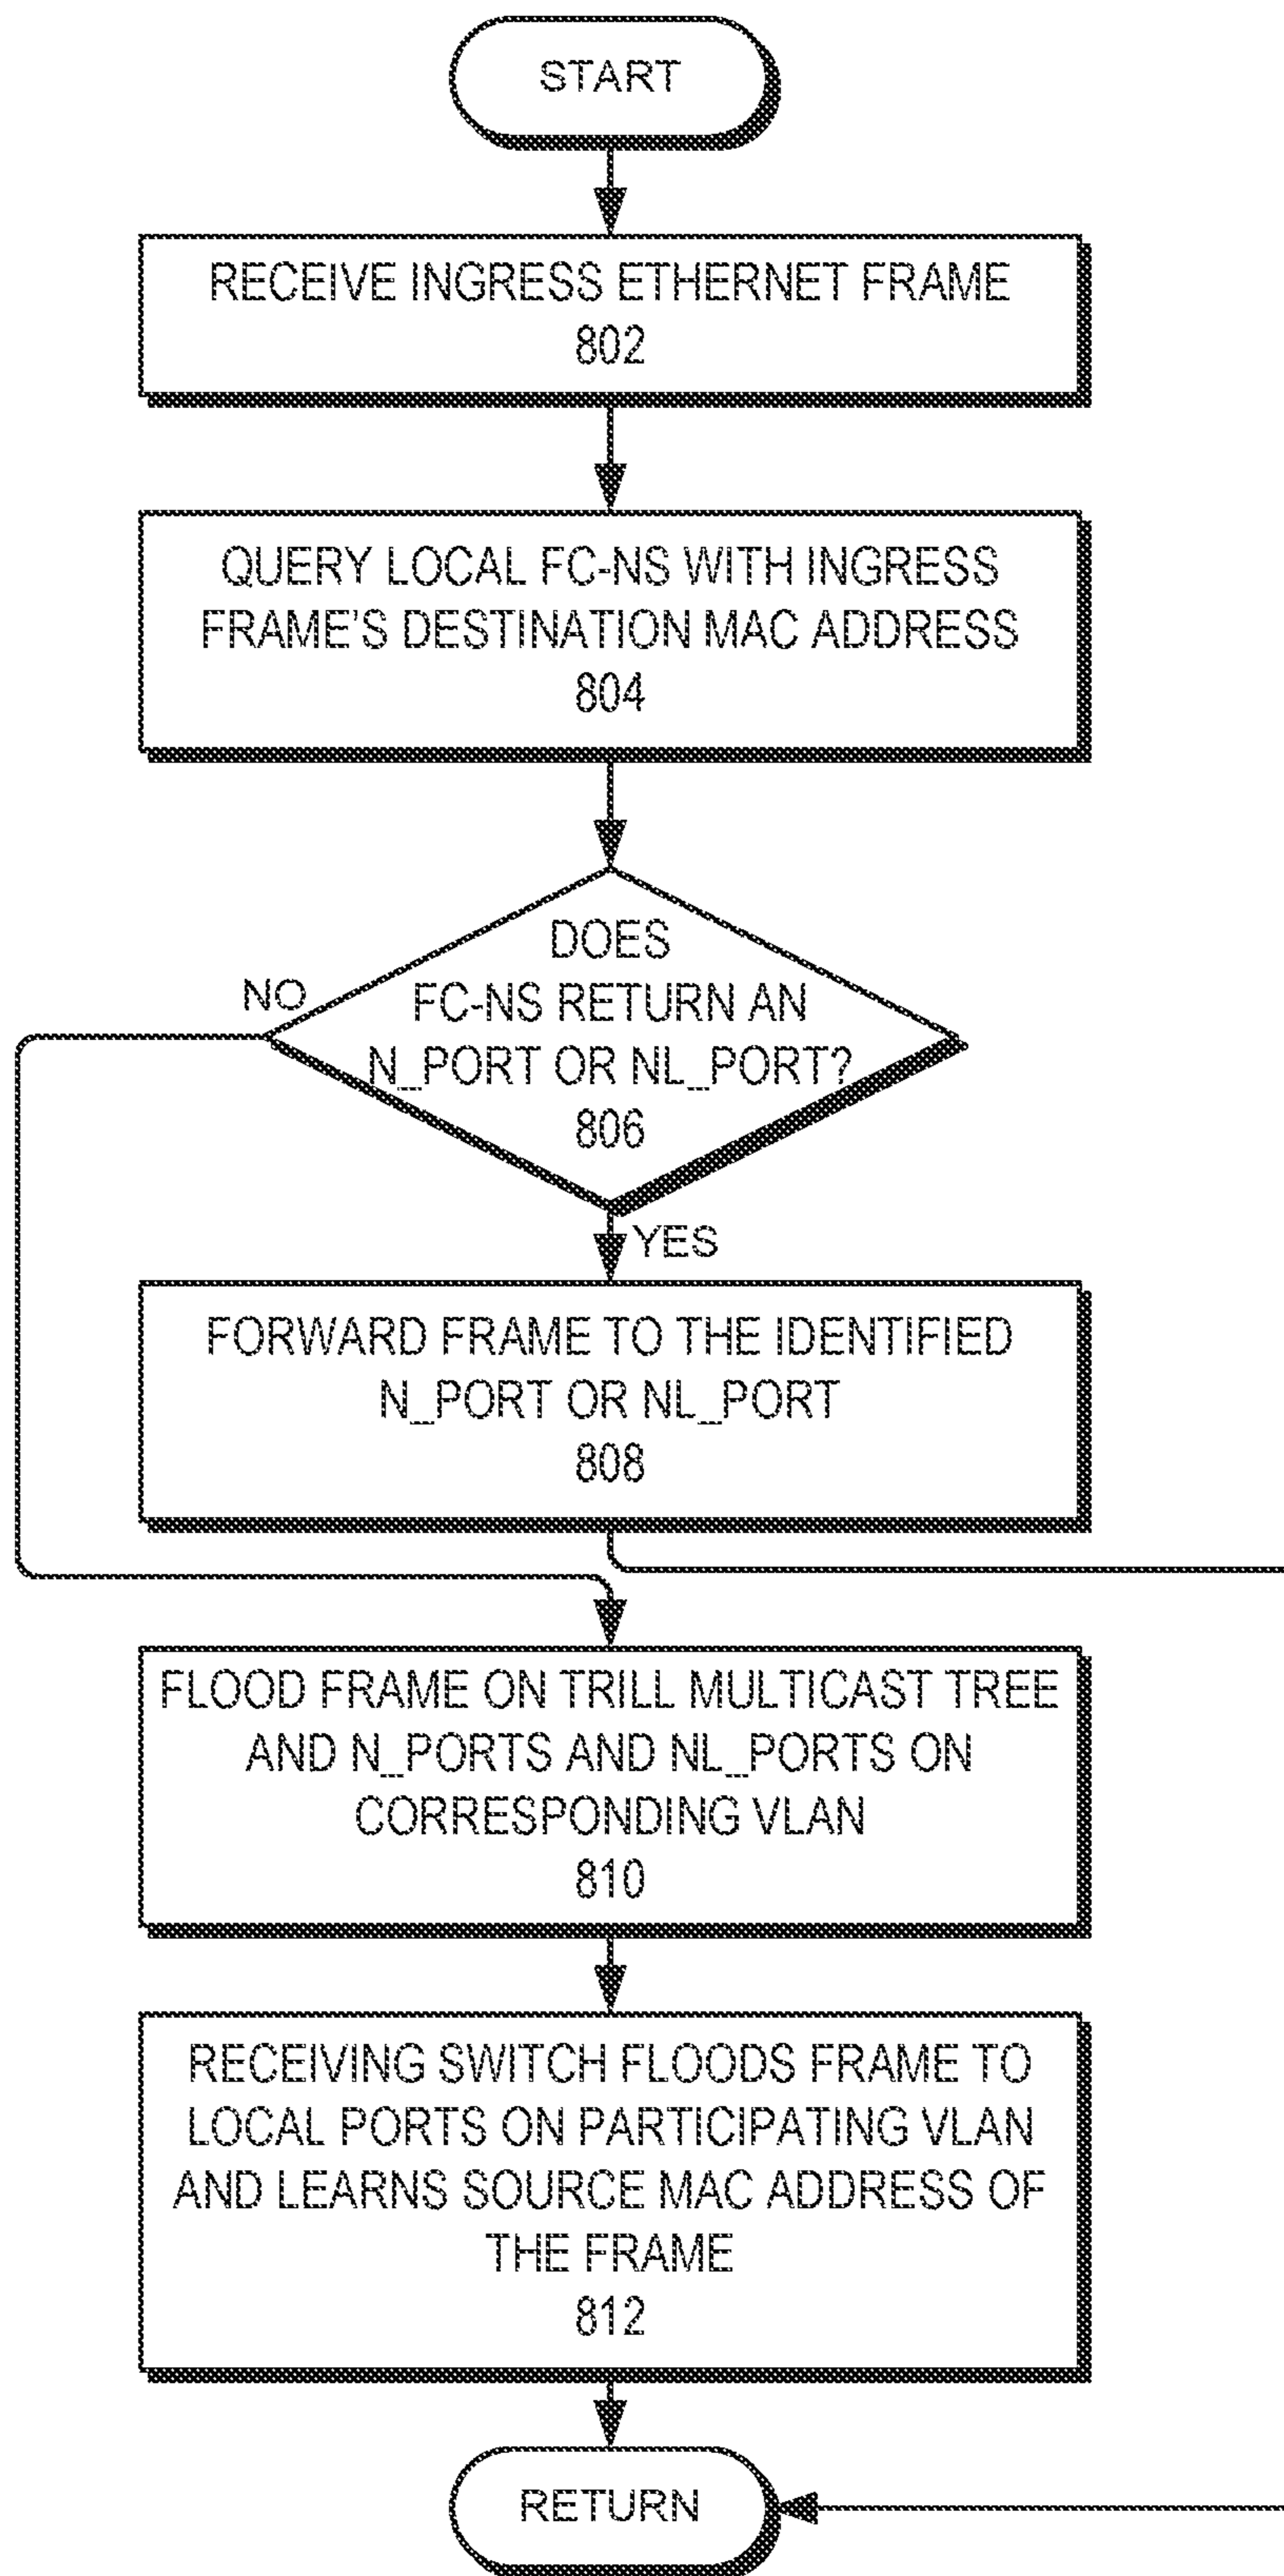 START
RECEIVE INGRESS ETHERNET FRAME
802
QUERY LOCAL FC-NS WITH INGRESS
FRAME'S DESTINATION MAC ADDRESS
804
DOES
NO
FC-NS RETURN AN
N_PORT OR NL_PORT?
806
YES
FORWARD FRAME TO THE IDENTIFIED
N_PORT OR NL_PORT
808
FLOOD FRAME ON TRILL MULTICAST TREE
AND N_PORTS AND NL_PORTS ON
CORRESPONDING VLAN
810
RECEIVING SWITCH FLOODS FRAME TO
LOCAL PORTS ON PARTICIPATING VLAN
AND LEARNS SOURCE MAC ADDRESS OF
THE FRAME
812
RETURN